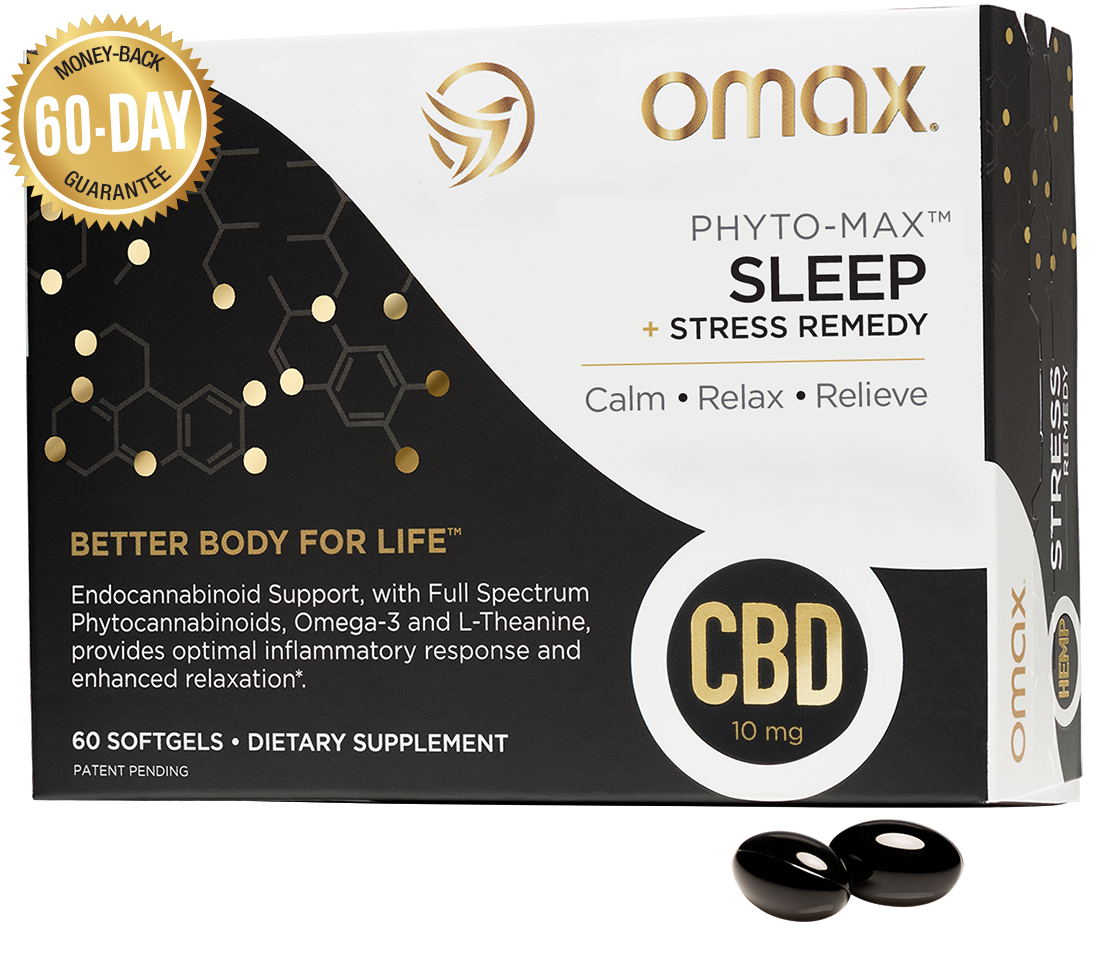 MONEY-BACK
60-DAY
GUARANTEE
omax®
PHYTO-MAX™
SLEEP
+ STRESS REMEDY
Calm • Relax • Relieve
BETTER BODY FOR LIFE™
Endocannabinoid Support, with Full Spectrum
Phytocannabinoids, Omega-3 and L-Theanine,
provides optimal inflammatory response and
enhanced relaxation*.
60 SOFTGELS • DIETARY SUPPLEMENT
PATENT PENDING
CBD
10 mg
STRESS
REMEDY
omax
HEMP